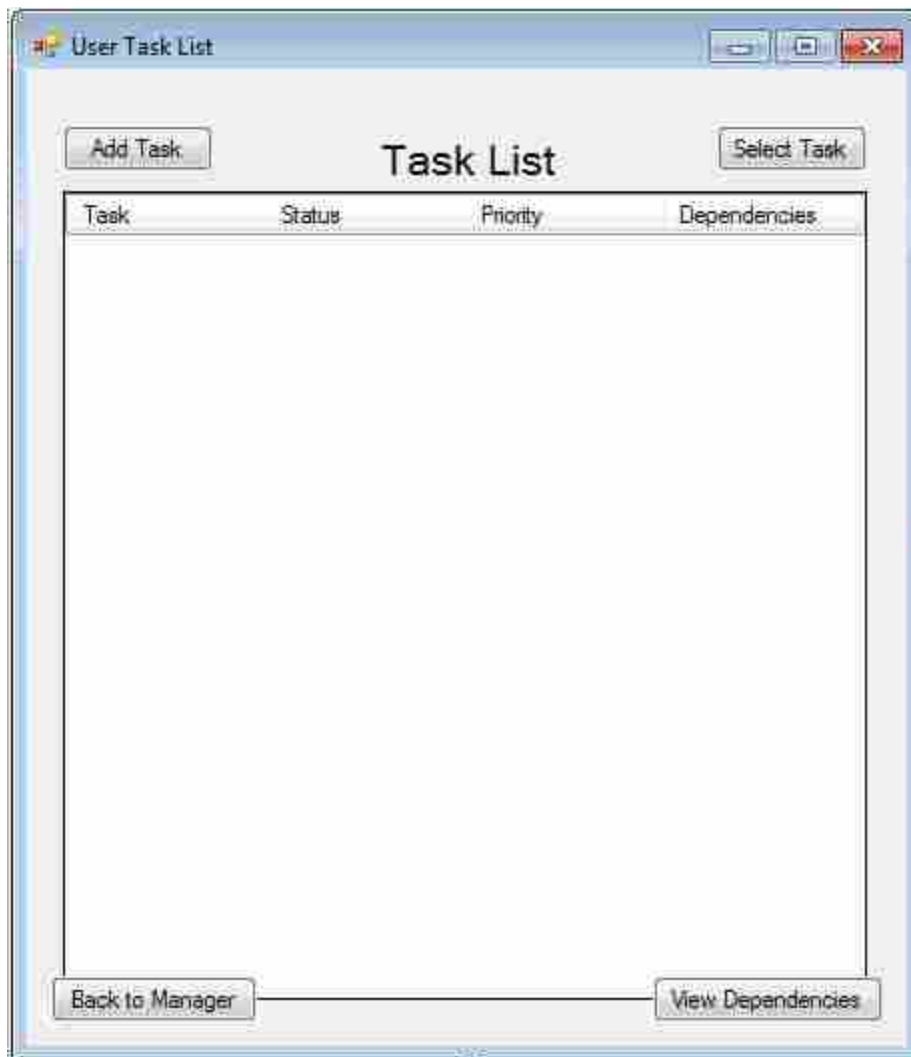 User Task List
Add Task
Task List
Select Task
Task Status Priority Dependencies
Back to Manager
View Dependencies